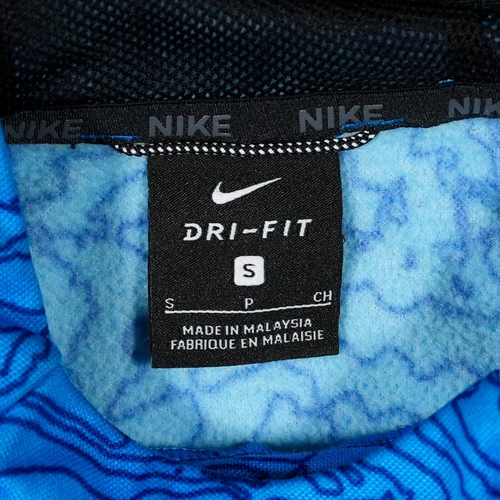 NIKE NIKE NIKE NIKE
DRI-FIT
S
S P CH
MADE IN MALAYSIA
FABRIQUE EN MALAISIE